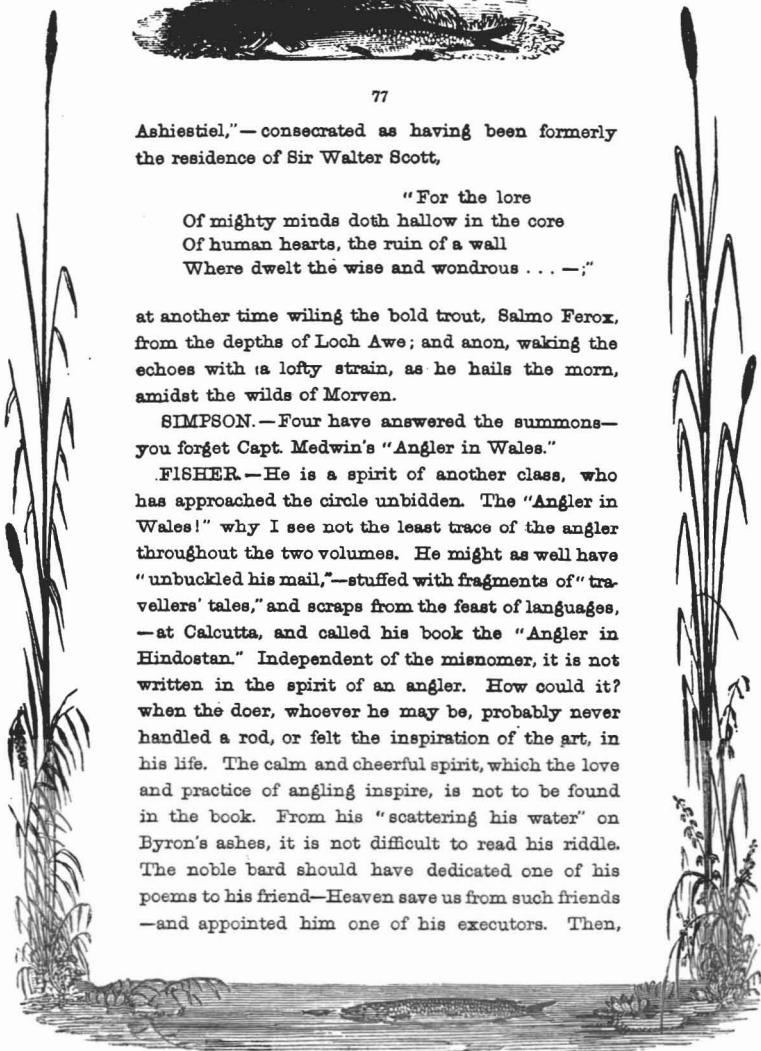 77
Ashiestiel,"—consecrated as having been formerly
the residence of Sir Walter Scott,
"For the lore
Of mighty minds doth hallow in the core
Of human hearts, the ruin of a wall
Where dwelt the wise and wondrous . . . —;"
at another time wiling the bold trout, Salmo Ferox,
from the depths of Loch Awe; and anon, waking the
echoes with a lofty strain, as he hails the morn,
amidst the wilds of Morven.
SIMPSON.—Four have answered the summons—
you forget Capt. Medwin's "Angler in Wales."
FISHER.—He is a spirit of another class, who
has approached the circle unbidden. The "Angler in
Wales!" why I see not the least trace of the angler
throughout the two volumes. He might as well have
"unbuckled his mail,"—stuffed with fragments of "tra-
vellers' tales," and scraps from the feast of languages,
—at Calcutta, and called his book the "Angler in
Hindostan." Independent of the misnomer, it is not
written in the spirit of an angler. How could it?
when the doer, whoever he may be, probably never
handled a rod, or felt the inspiration of the art, in
his life. The calm and cheerful spirit, which the love
and practice of angling inspire, is not to be found
in the book. From his "scattering his water" on
Byron's ashes, it is not difficult to read his riddle.
The noble bard should have dedicated one of his
poems to his friend—Heaven save us from such friends
—and appointed him one of his executors. Then,